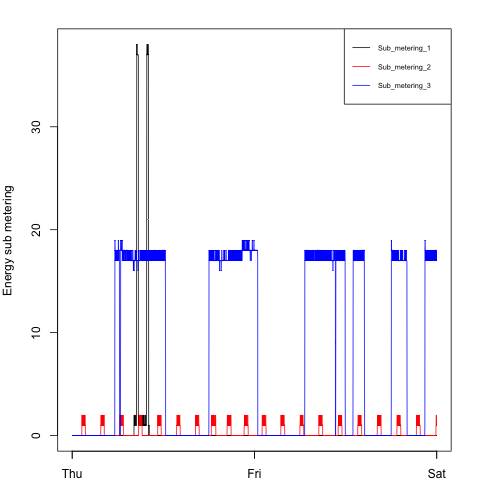 Sub_metering_1
Sub_metering_2
Sub_metering_3
Energy sub metering
30
20
10
0
Thu Fri Sat